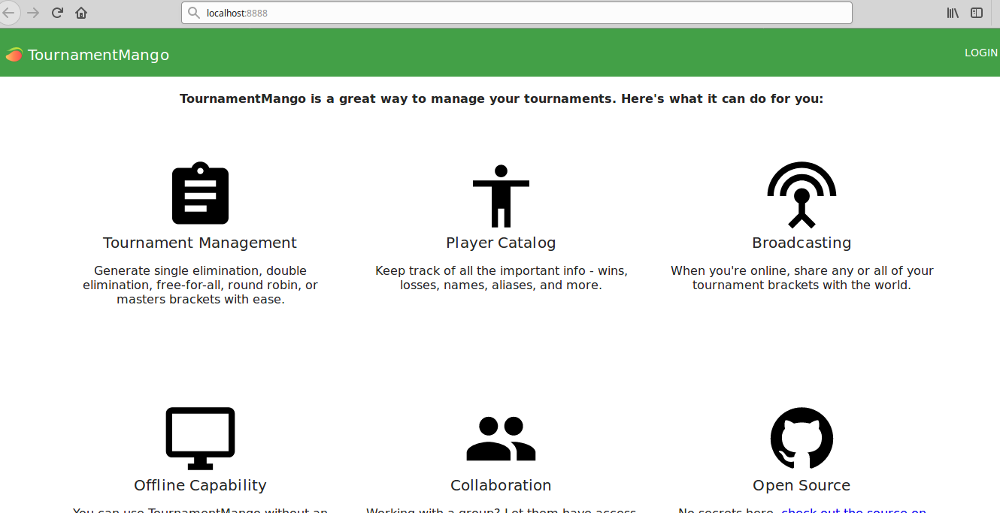 localhost:8888
TournamentMango
LOGIN
TournamentMango is a great way to manage your tournaments. Here's what it can do for you:
Tournament Management
Generate single elimination, double
elimination, free-for-all, round robin, or
masters brackets with ease.
Player Catalog
Keep track of all the important info - wins,
losses, names, aliases, and more.
Broadcasting
When you're online, share any or all of your
tournament brackets with the world.
Offline Capability
You can use TournamentMango without an
Collaboration
Working with a group? Let them have access
Open Source
No secrets here, check out the source on